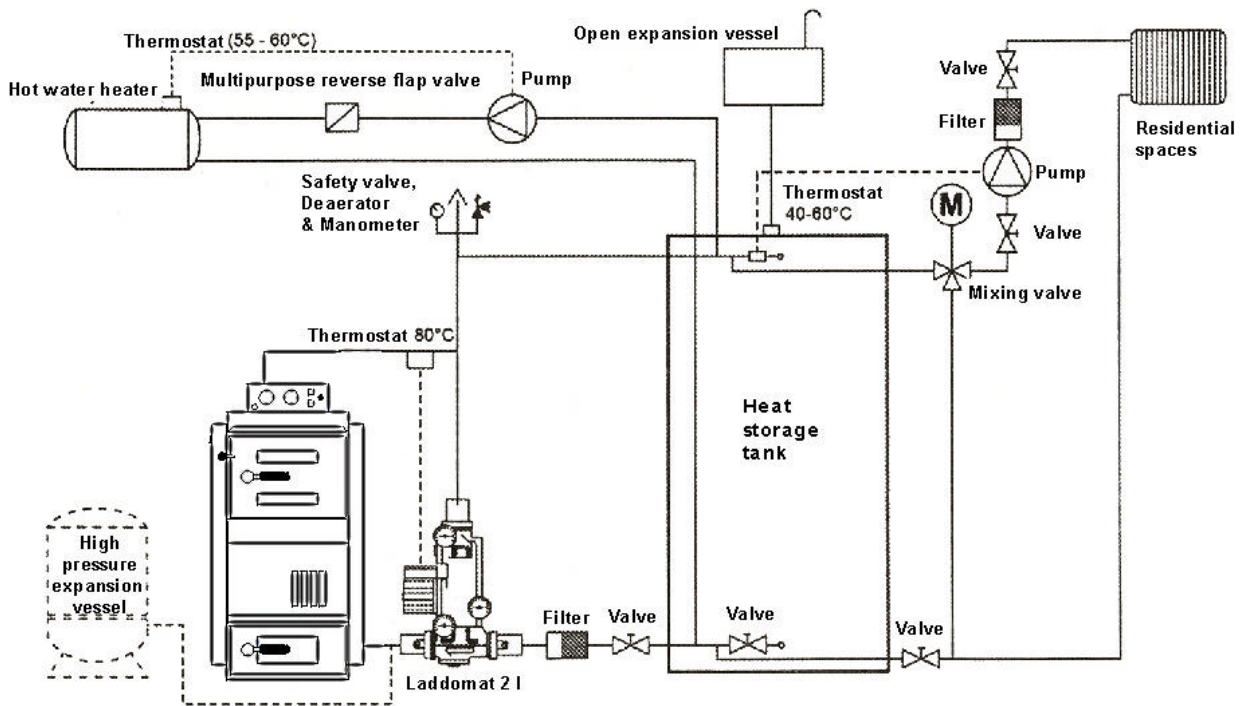 Thermostat (55 - 60°C)
Open expansion vessel
Multipurpose reverse flap valve
Pump
Hot water heater
Valve
Filter
Residential
spaces
Safety valve,
Deaerator
& Manometer
Thermostat
40-60°C
Pump
M
Valve
Mixing valve
Thermostat 80°C
Heat
storage
tank
High
pressure
expansion
vessel
Filter
Valve
Valve
Valve
Laddomat 2 I